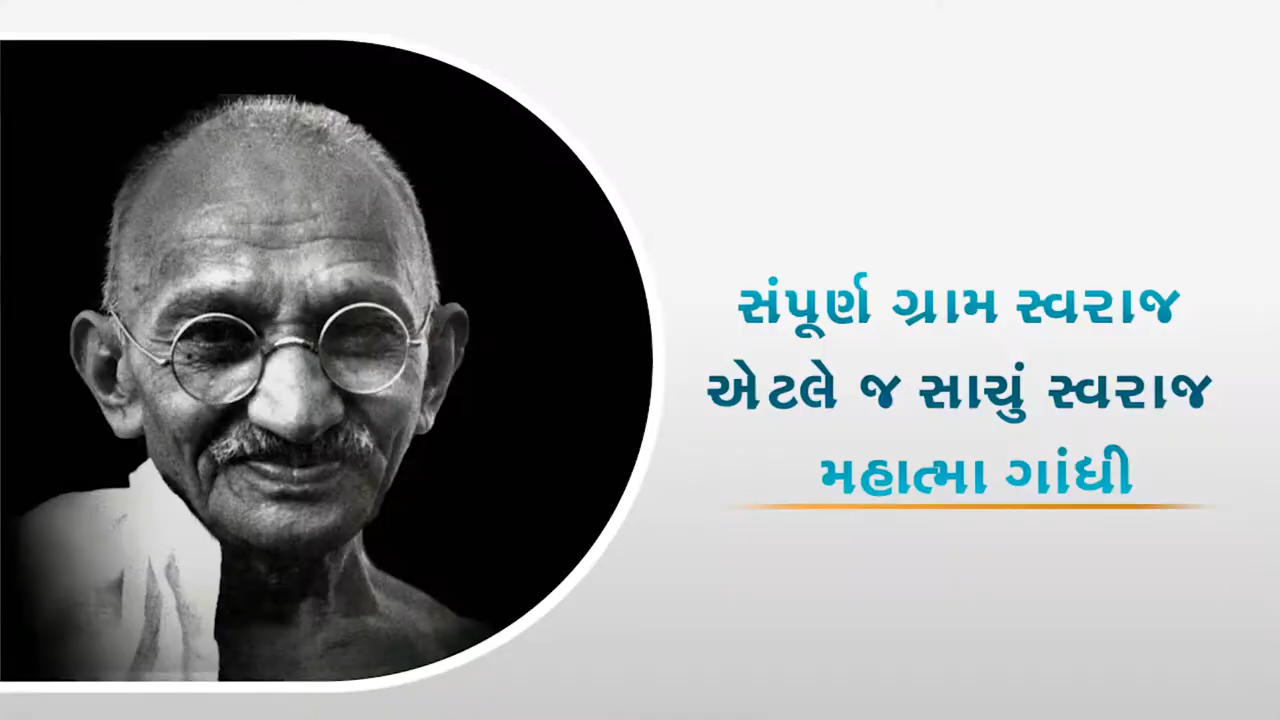 સંપૂર્ણ ગ્રામ સ્વરાજ
એટલે જ સાચું સ્વરાજ
મહાત્મા ગાંધી